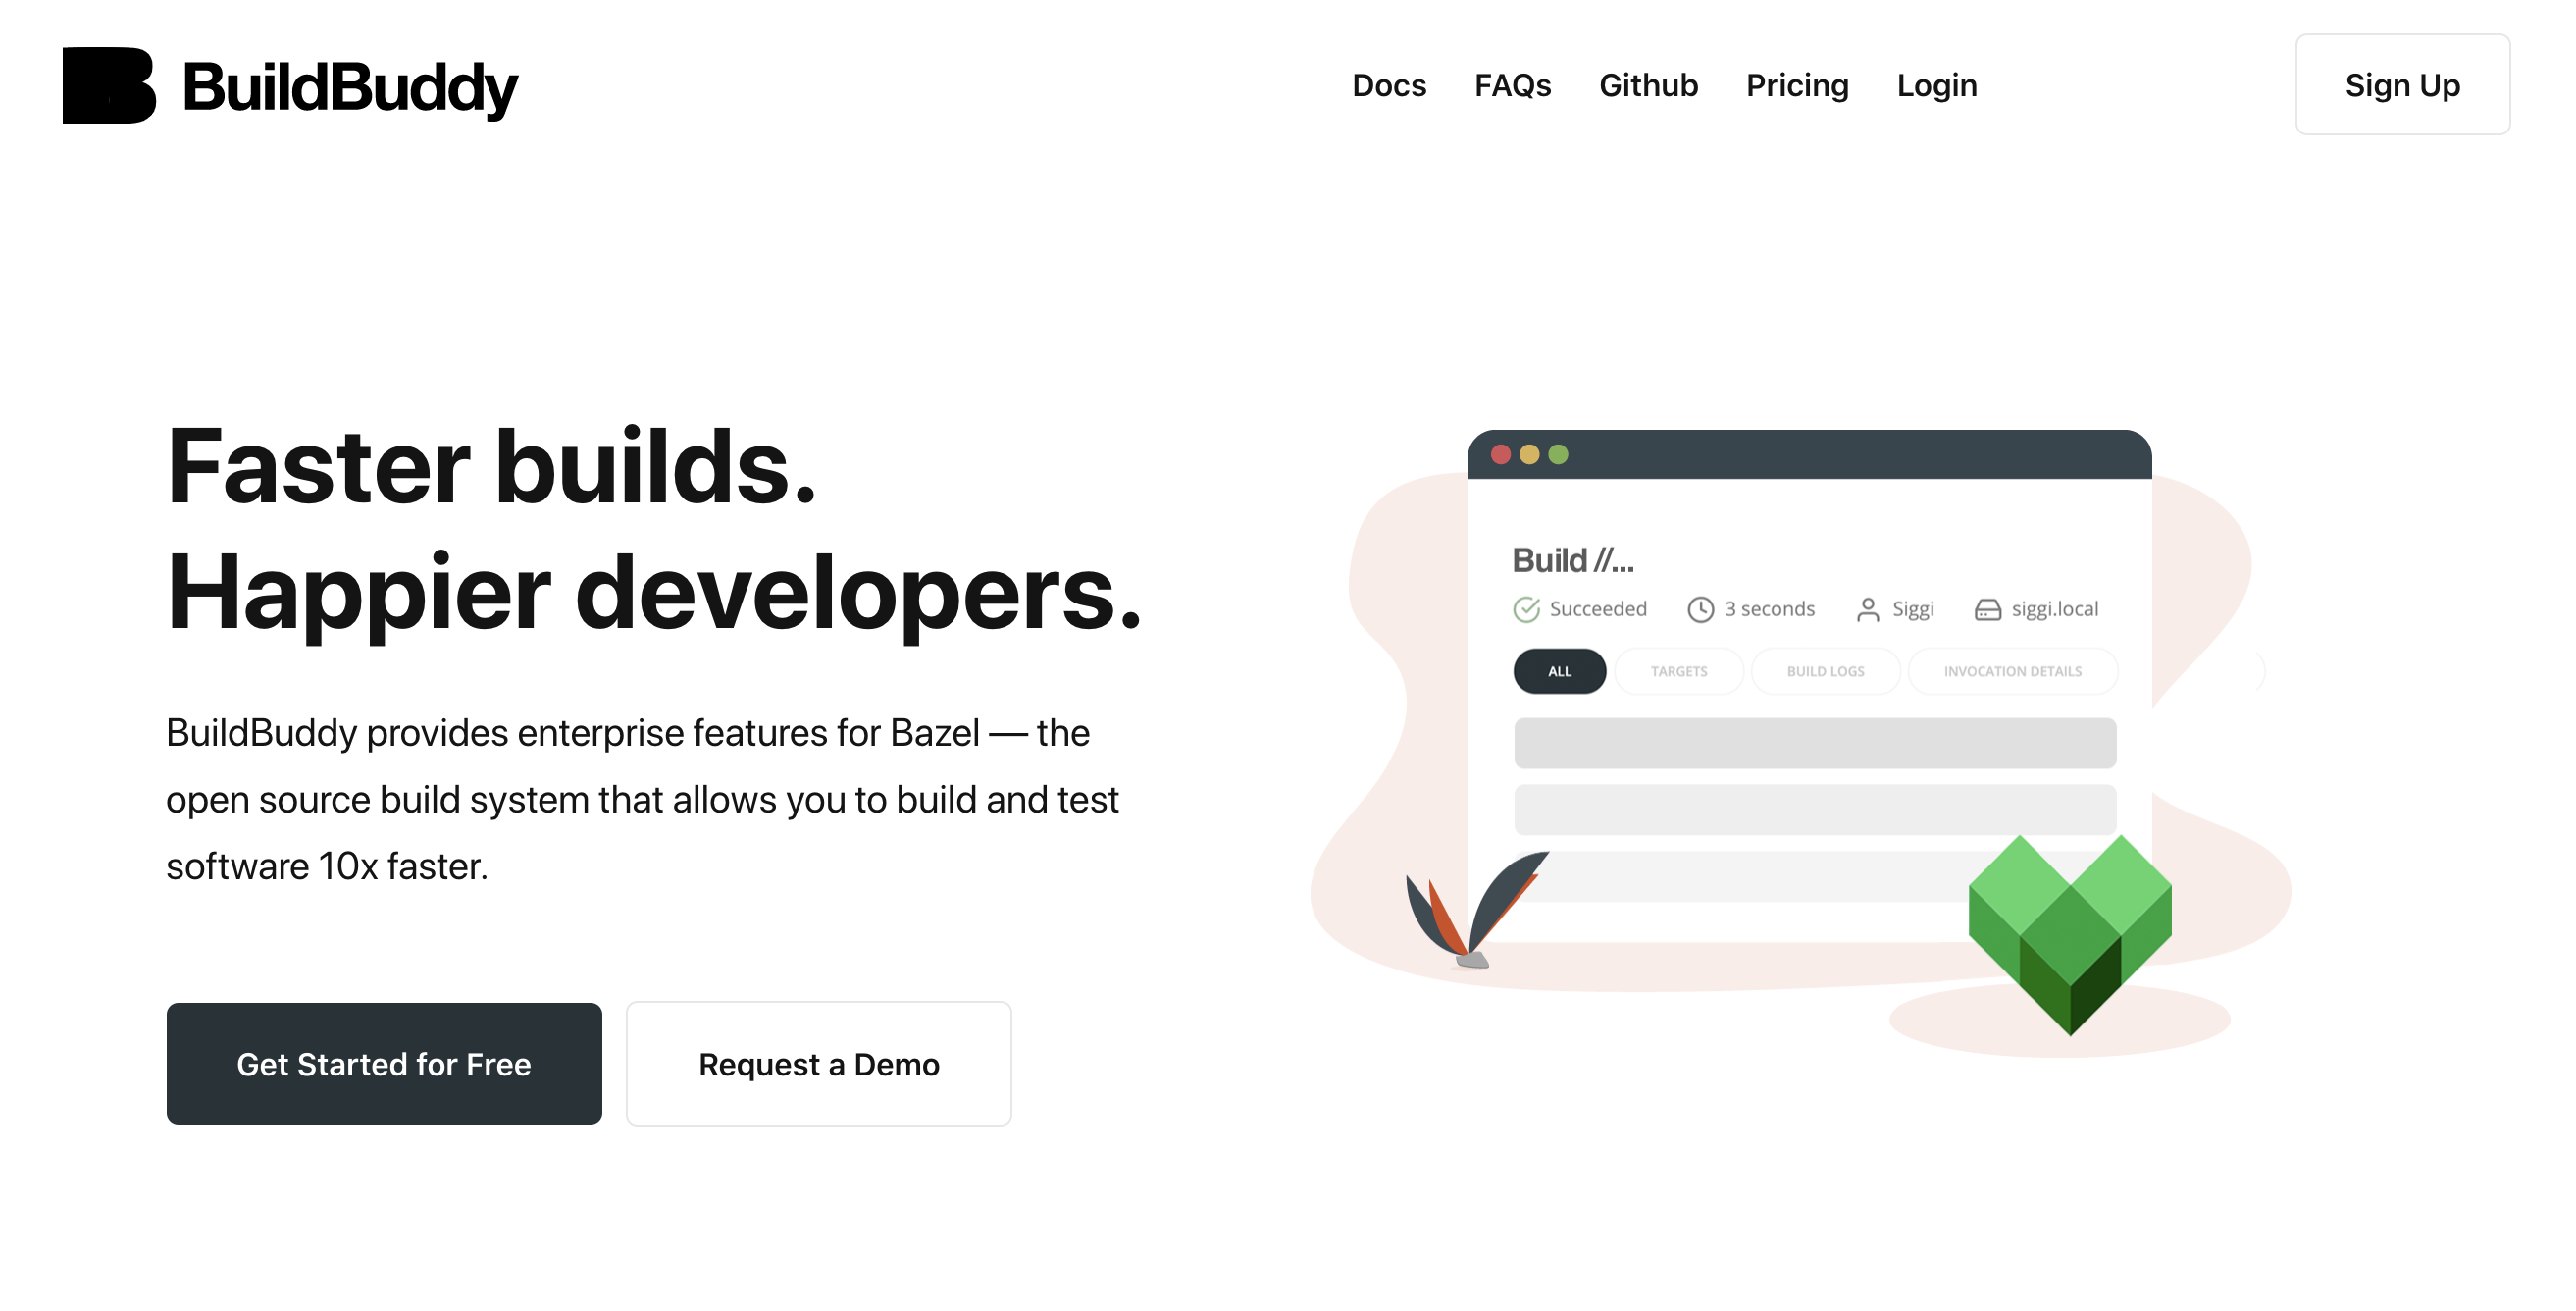 BuildBuddy
Docs FAQs Github Pricing Login
Sign Up
Faster builds.
Happier developers.
BuildBuddy provides enterprise features for Bazel — the
open source build system that allows you to build and test
software 10x faster.
Get Started for Free
Request a Demo
Build //...
Succeeded 3 seconds Siggi siggi.local
ALL TARGETS BUILD LOGS INVOCATION DETAILS